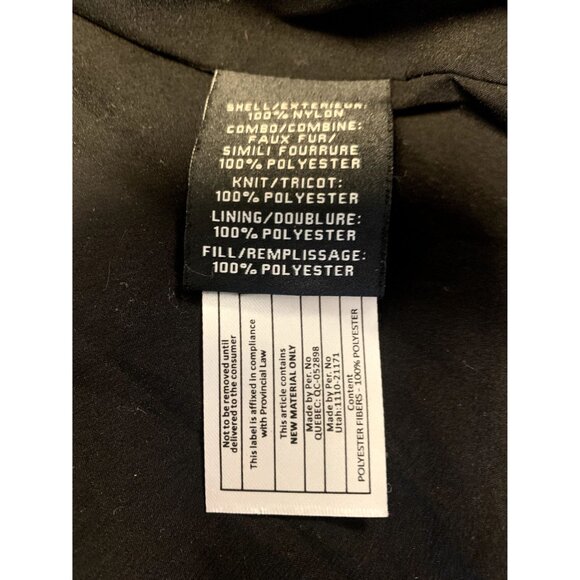 SHELL/EXTERIEUR:
100% NYLON
COMBO/COMBINE:
FAUX FUR/
SIMILI FOURRURE
100% POLYESTER
KNIT/TRICOT:
100% POLYESTER
LINING/DOUBLURE:
100% POLYESTER
FILL/REMPLISSAGE:
100% POLYESTER
Not to be removed until
delivered to the consumer
This label is affixed in compliance
with Provincial Law
This article contains
NEW MATERIAL ONLY
Made by Per. No
QUEBEC: QC-052898
Made by Per. No
Utah:1110-21171
Content
POLYESTER FIBERS - 100% POLYESTER